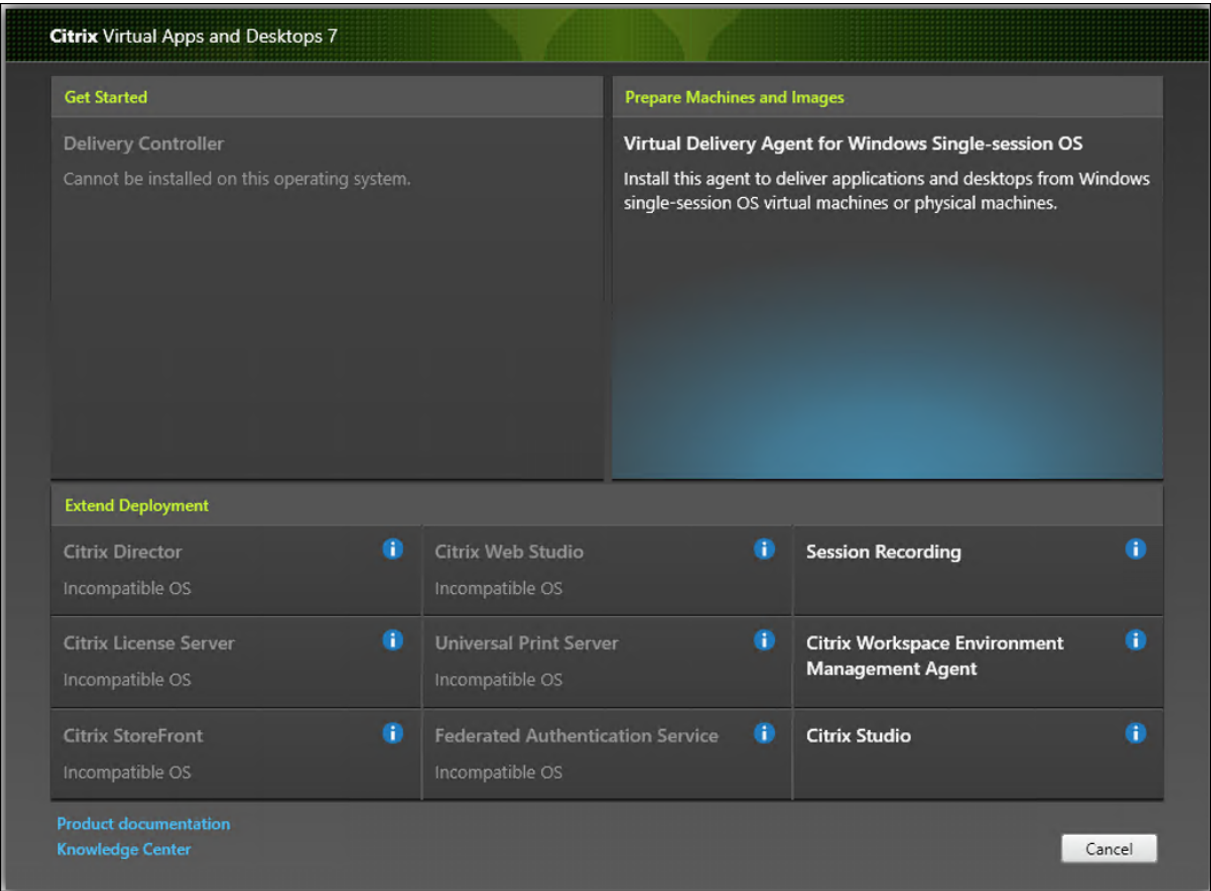 Citrix Virtual Apps and Desktops 7
Get Started
Delivery Controller
Cannot be installed on this operating system.
Prepare Machines and Images
Virtual Delivery Agent for Windows Single-session OS
Install this agent to deliver applications and desktops from Windows
single-session OS virtual machines or physical machines.
Extend Deployment
Citrix Director
Incompatible OS
Citrix Web Studio
Incompatible OS
Session Recording
Citrix License Server
Incompatible OS
Universal Print Server
Incompatible OS
Citrix Workspace Environment
Management Agent
Citrix StoreFront
Incompatible OS
Federated Authentication Service
Incompatible OS
Citrix Studio
Product documentation
Knowledge Center
Cancel